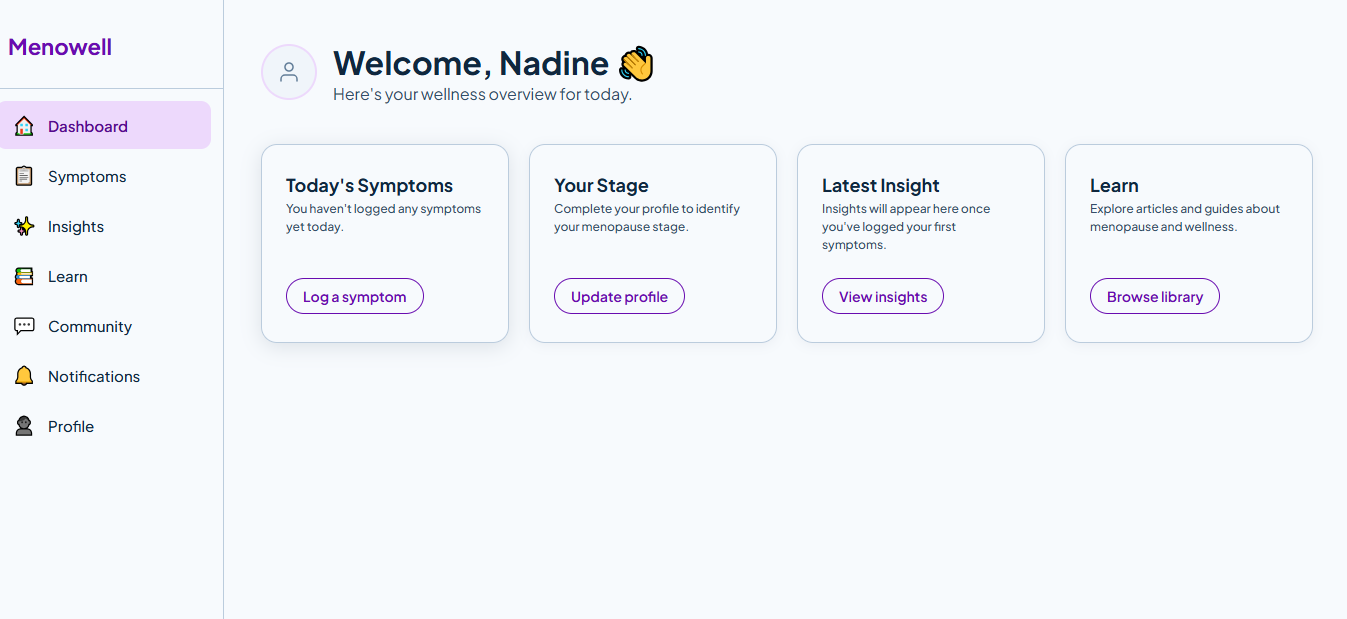 Menowell
Dashboard
Symptoms
Insights
Learn
Community
Notifications
Profile
Welcome, Nadine 👋
Here's your wellness overview for today.
Today's Symptoms
You haven't logged any symptoms
yet today.
Log a symptom
Your Stage
Complete your profile to identify
your menopause stage.
Update profile
Latest Insight
Insights will appear here once
you've logged your first
symptoms.
View insights
Learn
Explore articles and guides about
menopause and wellness.
Browse library